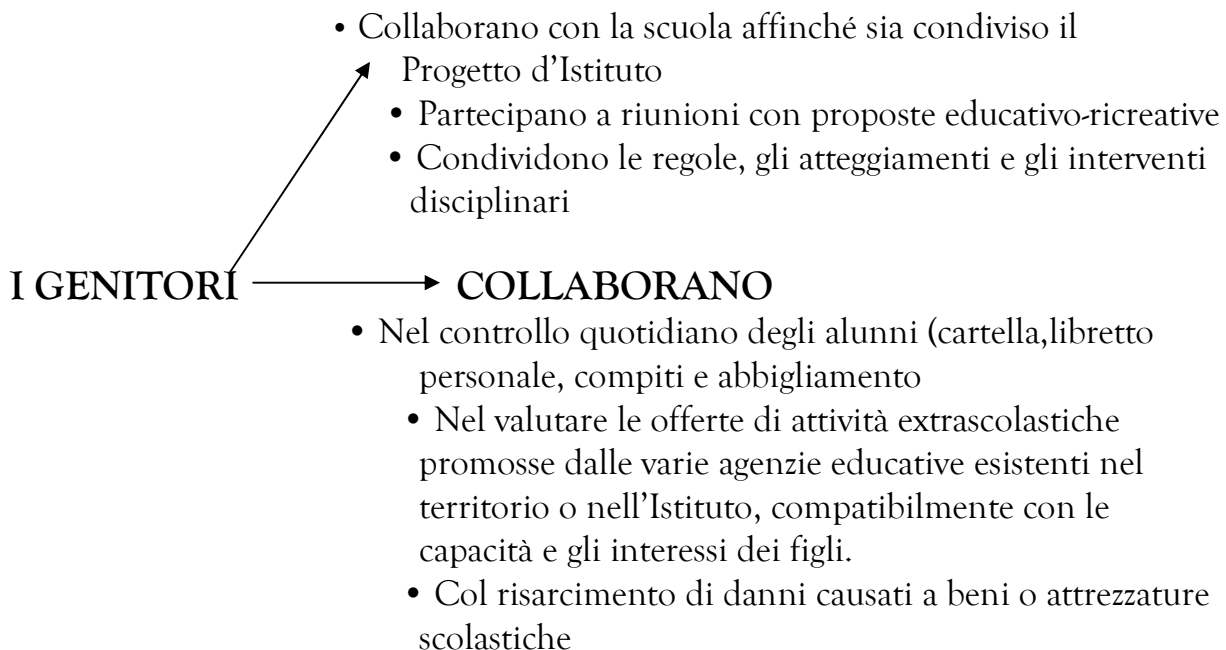 • Collaborano con la scuola affinché sia condiviso il
Progetto d’Istituto
• Partecipano a riunioni con proposte educativo-ricreative
• Condividono le regole, gli atteggiamenti e gli interventi
disciplinari
I GENITORI COLLABORANO
• Nel controllo quotidiano degli alunni (cartella,libretto
personale, compiti e abbigliamento
• Nel valutare le offerte di attività extrascolastiche
promosse dalle varie agenzie educative esistenti nel
territorio o nell’Istituto, compatibilmente con le
capacità e gli interessi dei figli.
• Col risarcimento di danni causati a beni o attrezzature
scolastiche